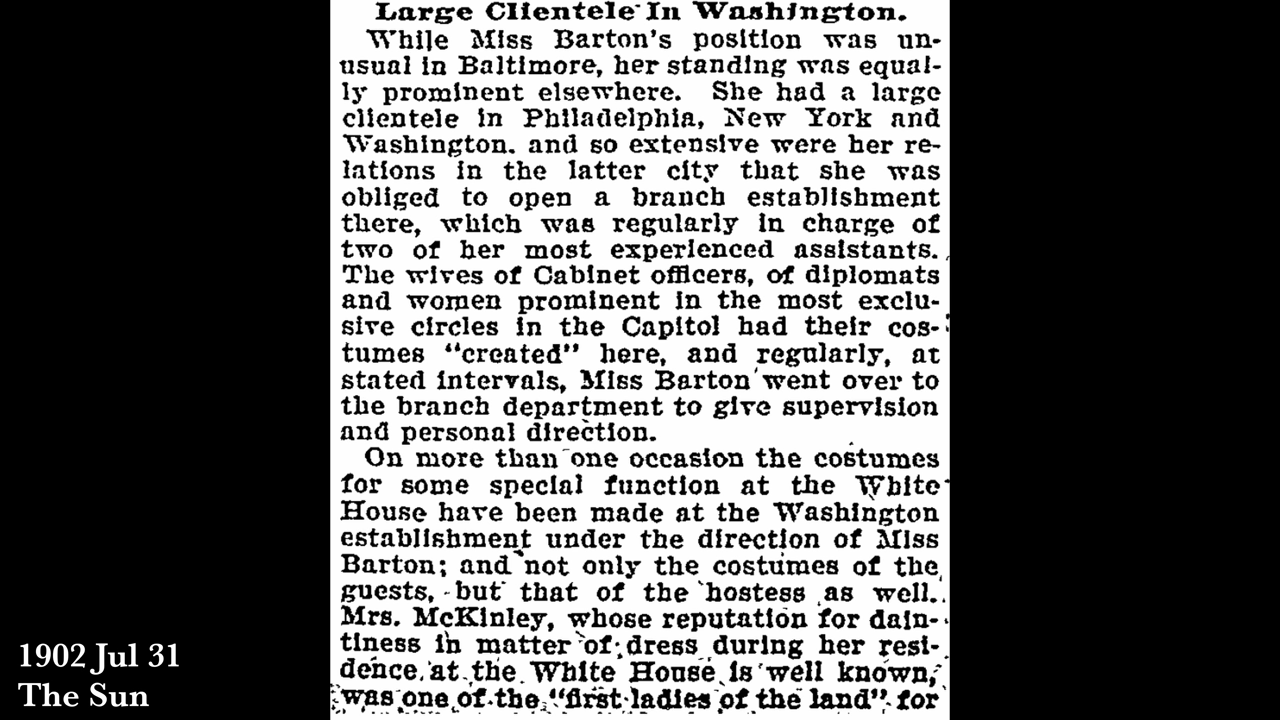 Large Clientele In Washington.
While Miss Barton's position was un-
usual in Baltimore, her standing was equal-
ly prominent elsewhere. She had a large
clientele in Philadelphia, New York and
Washington. and so extensive were her re-
lations in the latter city that she was
obliged to open a branch establishment
there, which was regularly in charge of
two of her most experienced assistants.
The wives of Cabinet officers, of diplomats
and women prominent in the most exclu-
sive circles in the Capitol had their cos-
tumes "created" here, and regularly, at
stated intervals, Miss Barton went over to
the branch department to give supervision
and personal direction.
On more than one occasion the costumes
for some special function at the White
House have been made at the Washington
establishment under the direction of Miss
Barton; and not only the costumes of the
guests, but that of the hostess as well.
Mrs. McKinley, whose reputation for dain-
tiness in matter of dress during her resi-
dence at the White House is well known,
was one of the "first ladies of the land" for
1902 Jul 31
The Sun